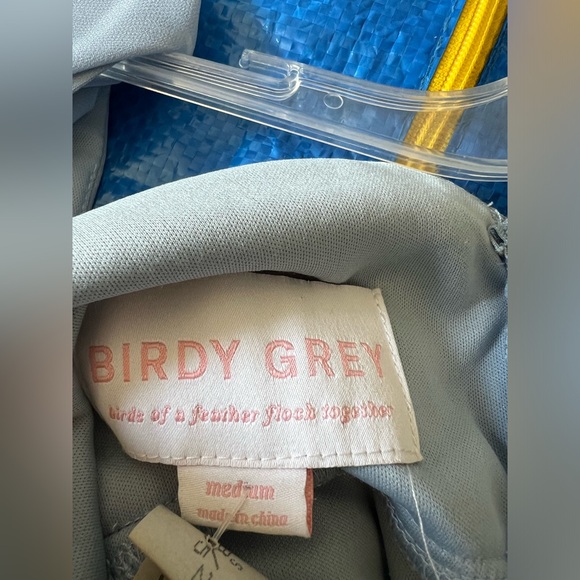 BIRDY GREY
birds of a feather flock together
medium
made in china